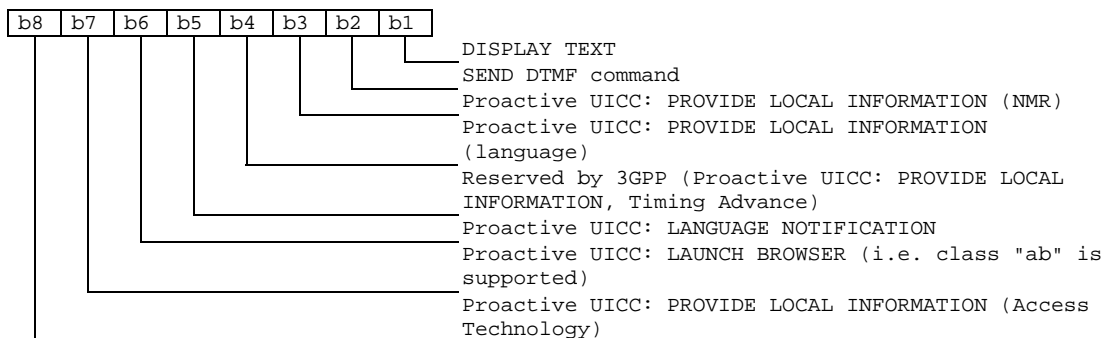 b8 b7 b6 b5 b4 b3 b2 b1
DISPLAY TEXT
SEND DTMF command
Proactive UICC: PROVIDE LOCAL INFORMATION (NMR)
Proactive UICC: PROVIDE LOCAL INFORMATION
(language)
Reserved by 3GPP (Proactive UICC: PROVIDE LOCAL
INFORMATION, Timing Advance)
Proactive UICC: LANGUAGE NOTIFICATION
Proactive UICC: LAUNCH BROWSER (i.e. class "ab" is
supported)
Proactive UICC: PROVIDE LOCAL INFORMATION (Access
Technology)